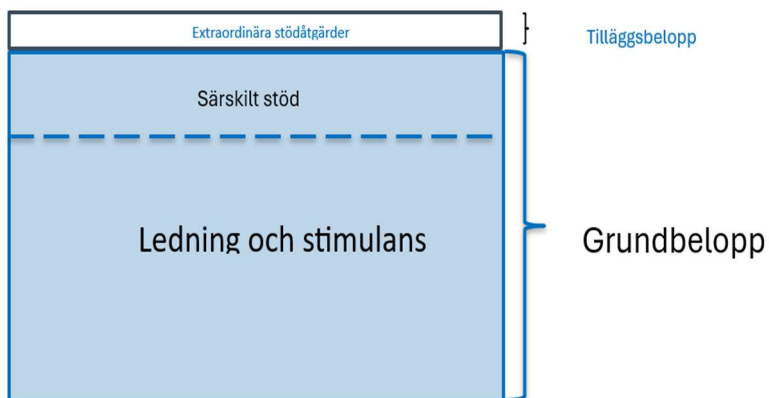 Extraordinära stödåtgärder
Tilläggsbelopp
Särskilt stöd
Ledning och stimulans
Grundbelopp